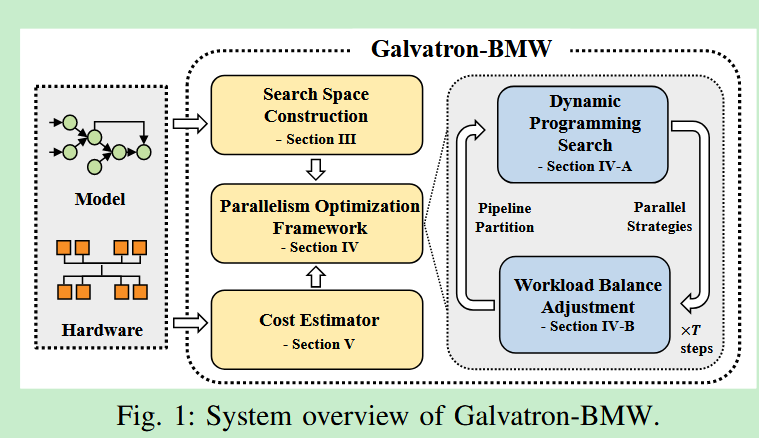 Galvatron-BMW
Model
Hardware
Search Space
Construction
- Section III
Parallelism Optimization
Framework
- Section IV
Cost Estimator
- Section V
Dynamic
Programming
Search
- Section IV-A
Pipeline
Partition
Parallel
Strategies
Workload Balance
Adjustment
- Section IV-B
×T
steps
Fig. 1: System overview of Galvatron-BMW.